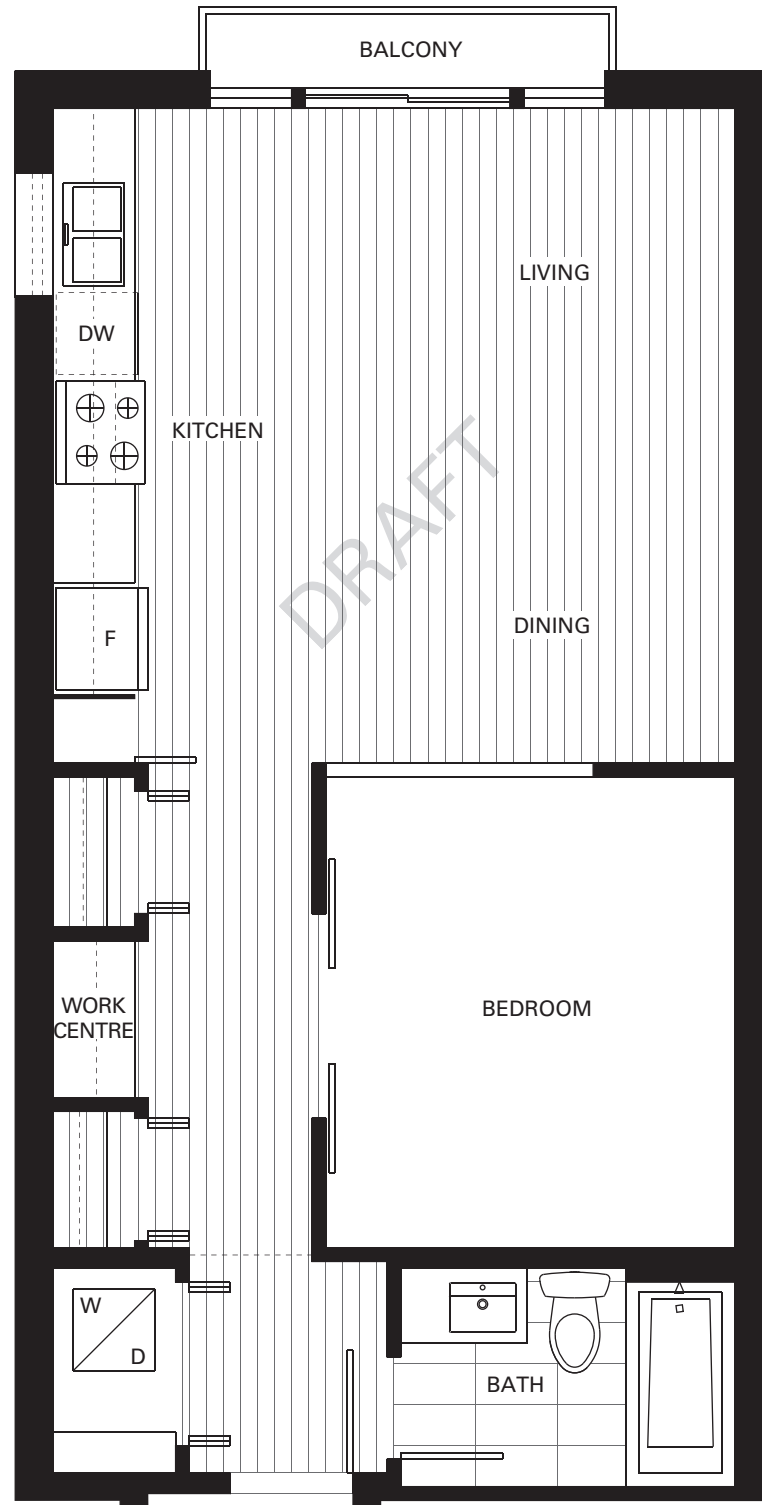 BALCONY
LIVING
DW
KITCHEN
DRAFT
DINING
F
WORK
CENTRE
BEDROOM
W
D
BATH